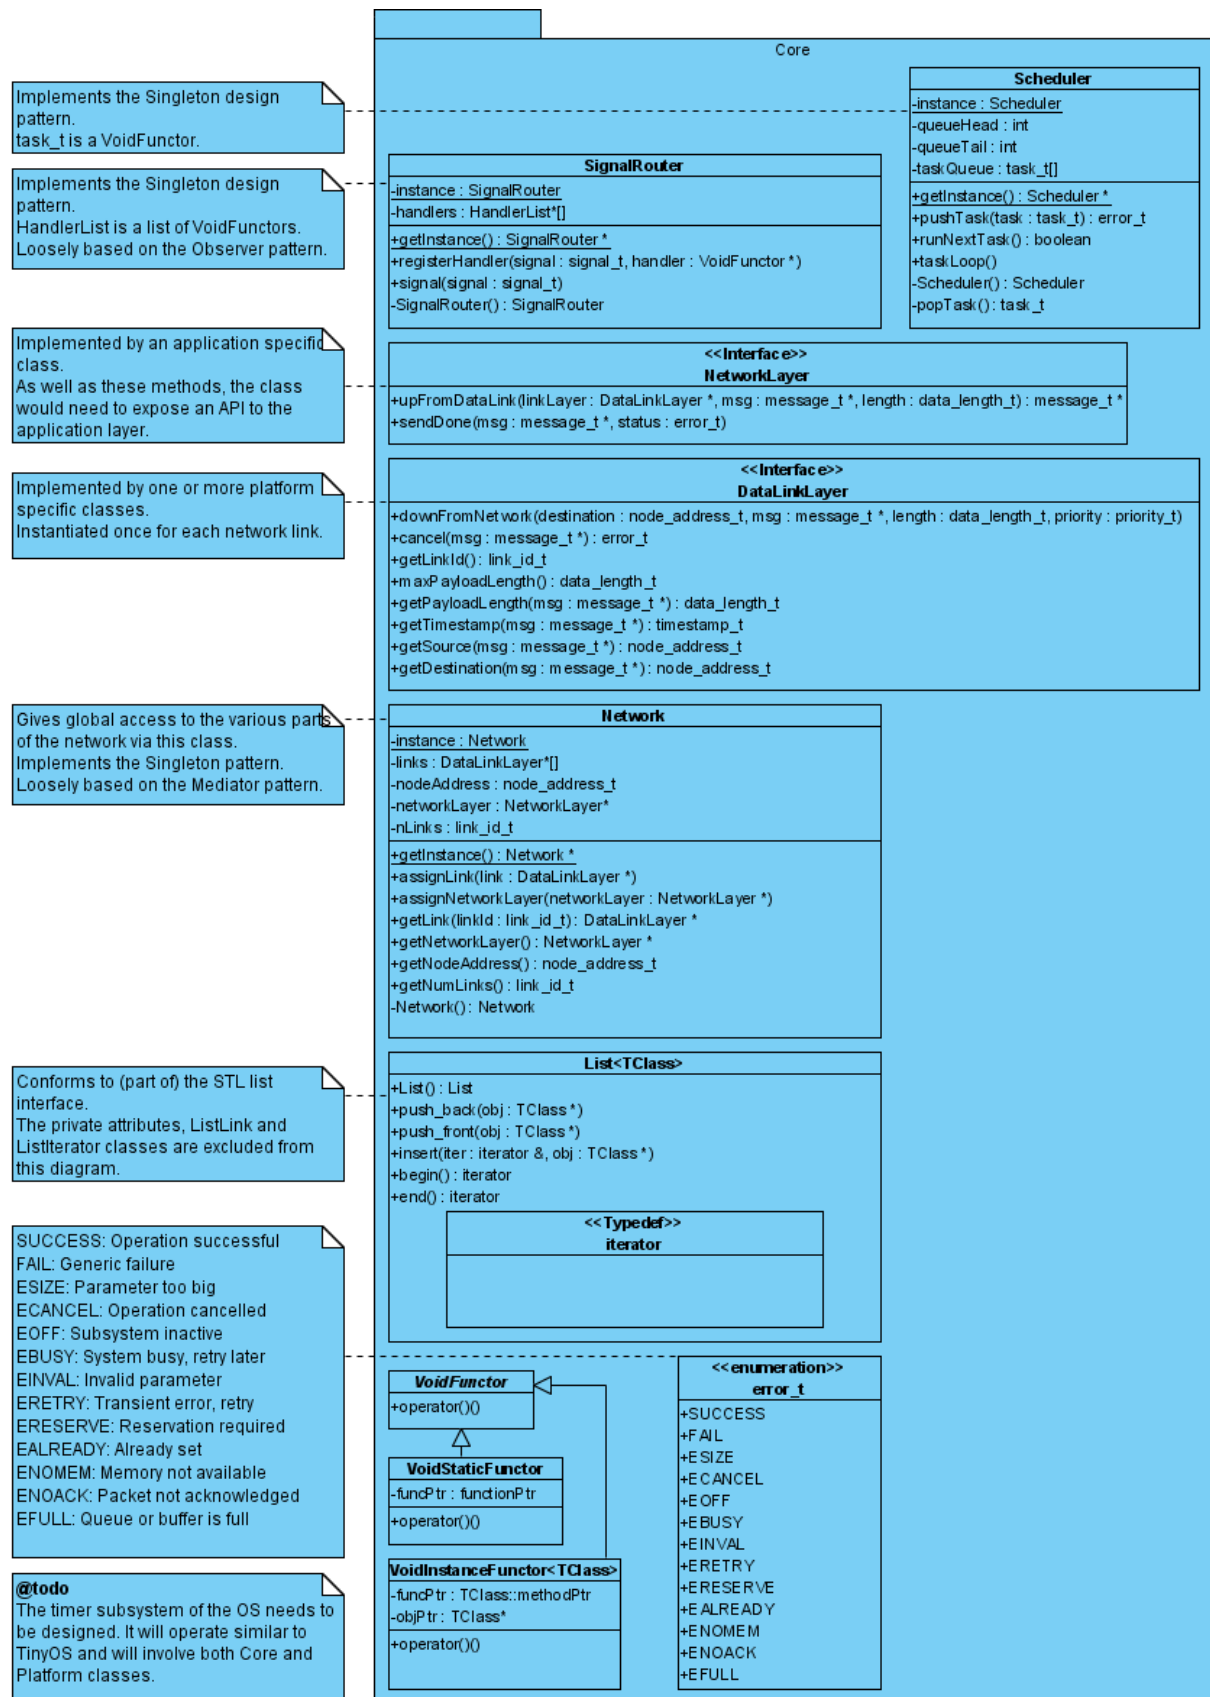 Core
Implements the Singleton design
pattern.
task_t is a VoidFunctor.
Scheduler
-instance : Scheduler
-queueHead : int
-queueTail : int
-taskQueue : task_t[]
+getInstance() : Scheduler *
+pushTask(task : task_t) : error_t
+runNextTask() : boolean
+taskLoop()
-Scheduler() : Scheduler
-popTask() : task_t
Implements the Singleton design
pattern.
HandlerList is a list of VoidFunctors.
Loosely based on the Observer pattern.
SignalRouter
-instance : SignalRouter
-handlers : HandlerList*[]
+getInstance() : SignalRouter *
+registerHandler(signal : signal_t, handler : VoidFunctor *)
+signal(signal : signal_t)
-SignalRouter() : SignalRouter
Implemented by an application specific
class.
As well as these methods, the class
would need to expose an API to the
application layer.
<<Interface>>
NetworkLayer
+upFromDataLink(linkLayer : DataLinkLayer *, msg : message_t *, length : data_length_t) : message_t *
+sendDone(msg : message_t *, status : error_t)
Implemented by one or more platform
specific classes.
Instantiated once for each network link.
<<Interface>>
DataLinkLayer
+downFromNetwork(destination : node_address_t, msg : message_t *, length : data_length_t, priority : priority_t)
+cancel(msg : message_t *) : error_t
+getLinkId() : link_id_t
+maxPayloadLength() : data_length_t
+getPayloadLength(msg : message_t *) : data_length_t
+getTimestamp(msg : message_t *) : timestamp_t
+getSource(msg : message_t *) : node_address_t
+getDestination(msg : message_t *) : node_address_t
Gives global access to the various parts
of the network via this class.
Implements the Singleton pattern.
Loosely based on the Mediator pattern.
Network
-instance : Network
-links : DataLinkLayer*[]
-nodeAddress : node_address_t
-networkLayer : NetworkLayer*
-nLinks : link_id_t
+getInstance() : Network *
+assignLink(link : DataLinkLayer *)
+assignNetworkLayer(networkLayer : NetworkLayer *)
+getLink(linkId : link_id_t) : DataLinkLayer *
+getNetworkLayer() : NetworkLayer *
+getNodeAddress() : node_address_t
+getNumLinks() : link_id_t
-Network() : Network
Conforms to (part of) the STL list
interface.
The private attributes, ListLink and
ListIterator classes are excluded from
this diagram.
List<TClass>
+List() : List
+push_back(obj : TClass *)
+push_front(obj : TClass *)
+insert(iter : iterator &, obj : TClass *)
+begin() : iterator
+end() : iterator
<<Typedef>>
iterator
SUCCESS: Operation successful
FAIL: Generic failure
ESIZE: Parameter too big
ECANCEL: Operation cancelled
EOFF: Subsystem inactive
EBUSY: System busy, retry later
EINVAL: Invalid parameter
ERETRY: Transient error, retry
ERESERVE: Reservation required
EALREADY: Already set
ENOMEM: Memory not available
ENOACK: Packet not acknowledged
EFULL: Queue or buffer is full
VoidFunctor
+operator()()
VoidStaticFunctor
-funcPtr : functionPtr
+operator()()
VoidInstanceFunctor<TClass>
-funcPtr : TClass::methodPtr
-objPtr : TClass*
+operator()()
<<enumeration>>
error_t
+SUCCESS
+FAIL
+ESIZE
+ECANCEL
+EOFF
+EBUSY
+EINVAL
+ERETRY
+ERESERVE
+EALREADY
+ENOMEM
+ENOACK
+EFULL
@todo
The timer subsystem of the OS needs to
be designed. It will operate similar to
TinyOS and will involve both Core and
Platform classes.